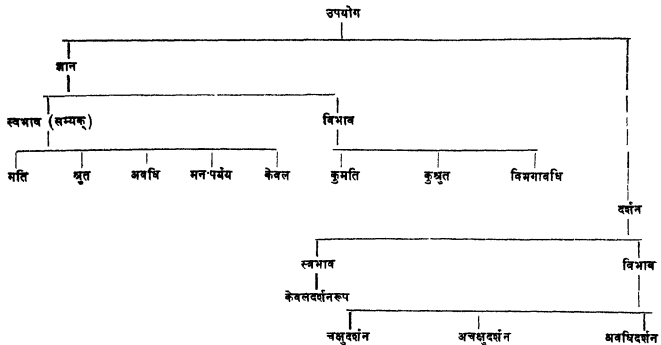 उपयोग
ज्ञान
स्वभाव (सम्यक्) विभाव
मति श्रुत अवधि मन·पर्यय केवल कुमति कुश्रुत विभगावधि
दर्शन
स्वभाव विभाव
केवलदर्शनरूप
चक्षुदर्शन अचक्षुदर्शन अवधिदर्शन